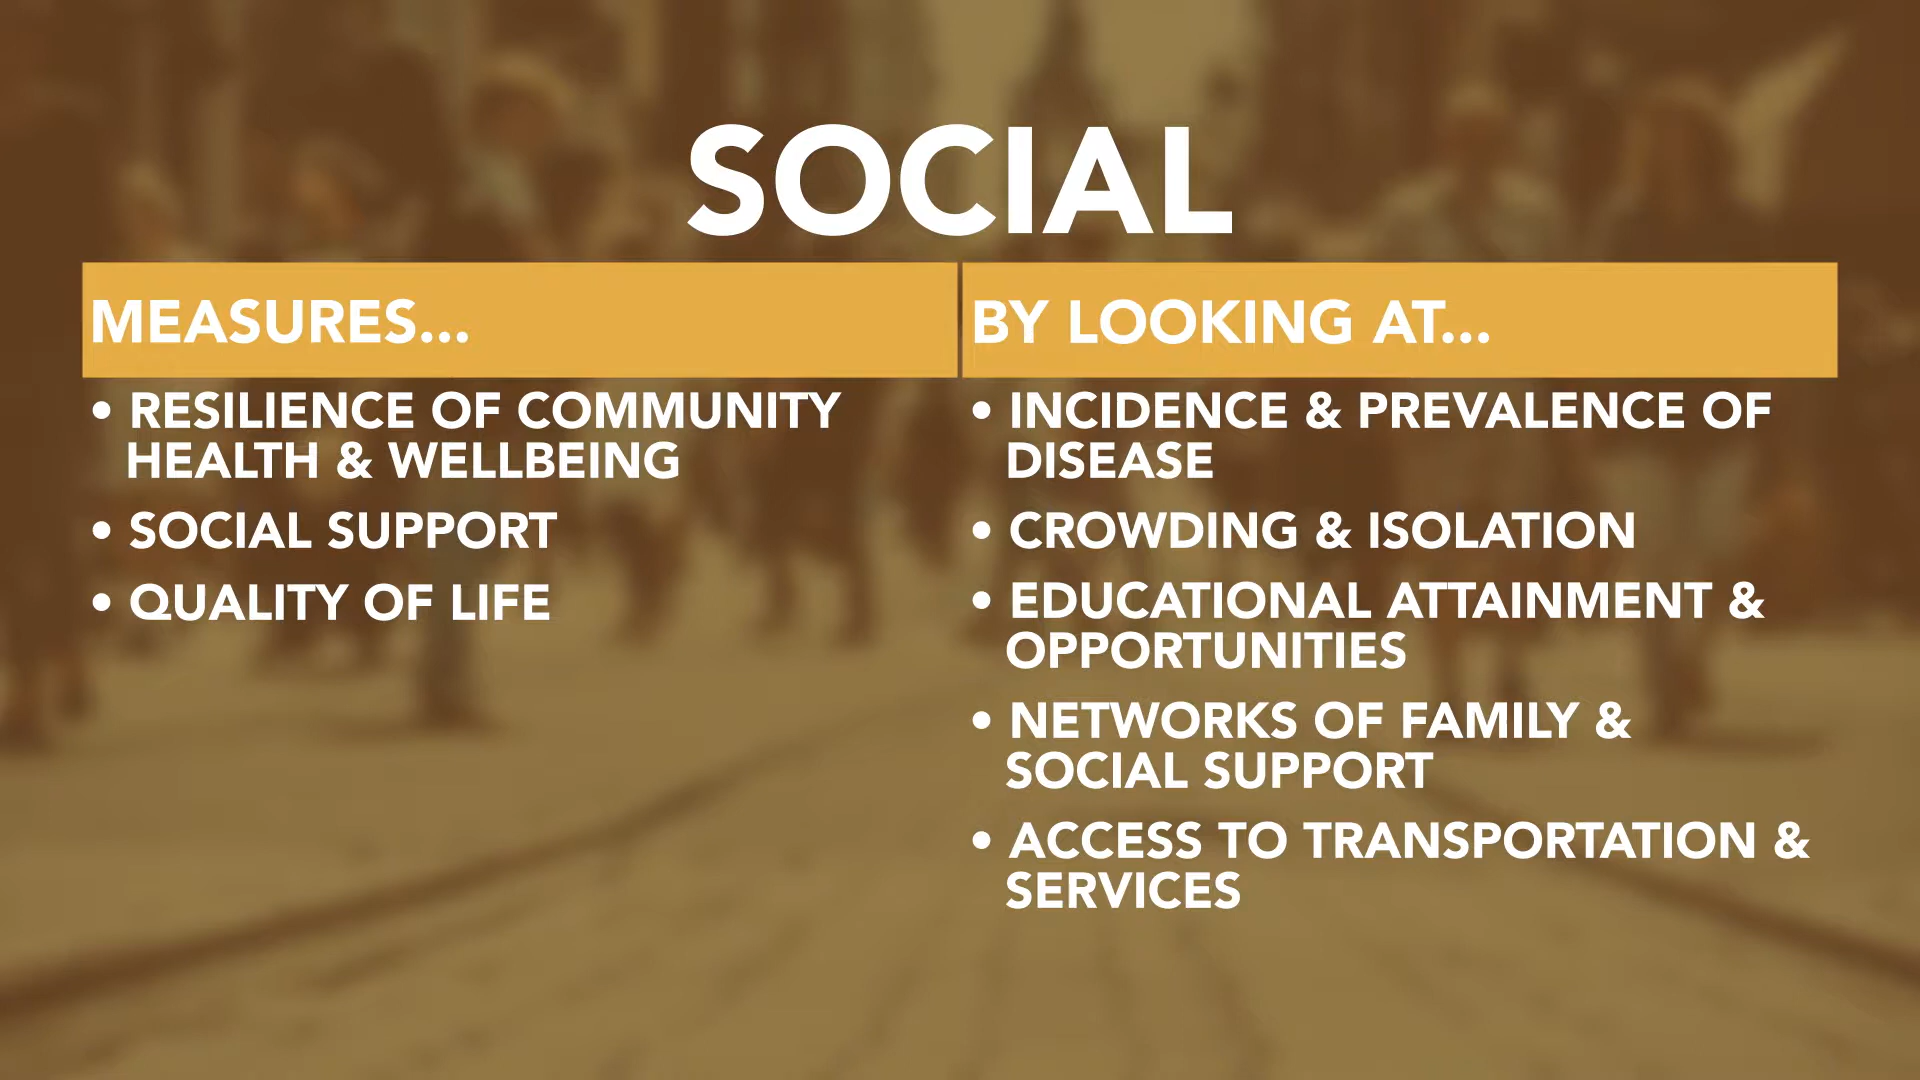 SOCIAL
MEASURES...
• RESILIENCE OF COMMUNITY
HEALTH & WELLBEING
• SOCIAL SUPPORT
• QUALITY OF LIFE
BY LOOKING AT...
• INCIDENCE & PREVALENCE OF
DISEASE
• CROWDING & ISOLATION
• EDUCATIONAL ATTAINMENT &
OPPORTUNITIES
• NETWORKS OF FAMILY &
SOCIAL SUPPORT
• ACCESS TO TRANSPORTATION &
SERVICES